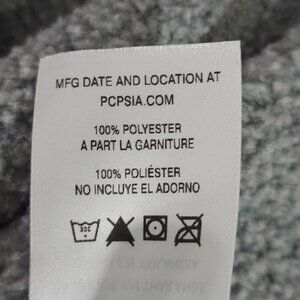 MFG DATE AND LOCATION AT
PCPSIA.COM
100% POLYESTER
A PART LA GARNITURE
100% POLIÉSTER
NO INCLUYE EL ADORNO